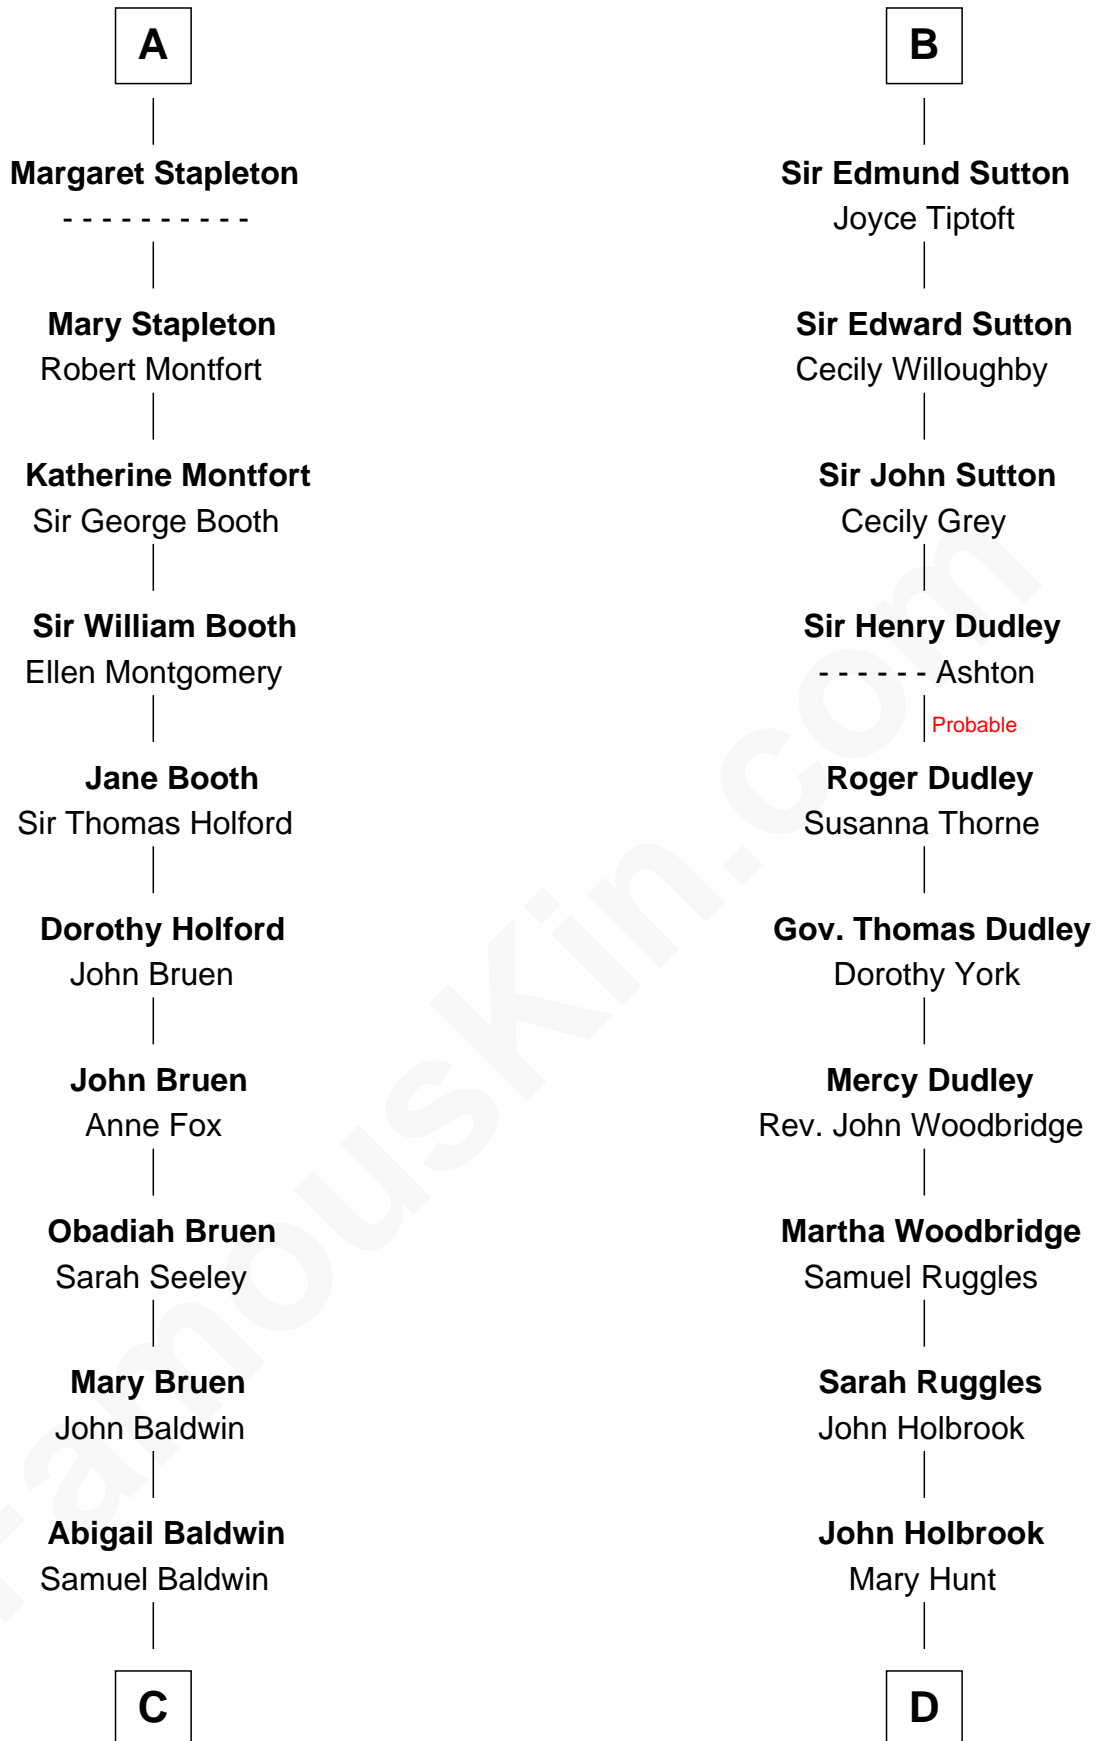 A
Margaret Stapleton
- - - - - - - - - -
Mary Stapleton
Robert Montfort
Katherine Montfort
Sir George Booth
Sir William Booth
Ellen Montgomery
Jane Booth
Sir Thomas Holford
Dorothy Holford
John Bruen
John Bruen
Anne Fox
Obadiah Bruen
Sarah Seeley
Mary Bruen
John Baldwin
Abigail Baldwin
Samuel Baldwin
C
B
Sir Edmund Sutton
Joyce Tiptoft
Sir Edward Sutton
Cecily Willoughby
Sir John Sutton
Cecily Grey
Sir Henry Dudley
- - - - - - Ashton
Probable
Roger Dudley
Susanna Thorne
Gov. Thomas Dudley
Dorothy York
Mercy Dudley
Rev. John Woodbridge
Martha Woodbridge
Samuel Ruggles
Sarah Ruggles
John Holbrook
John Holbrook
Mary Hunt
D
FamousKin.com